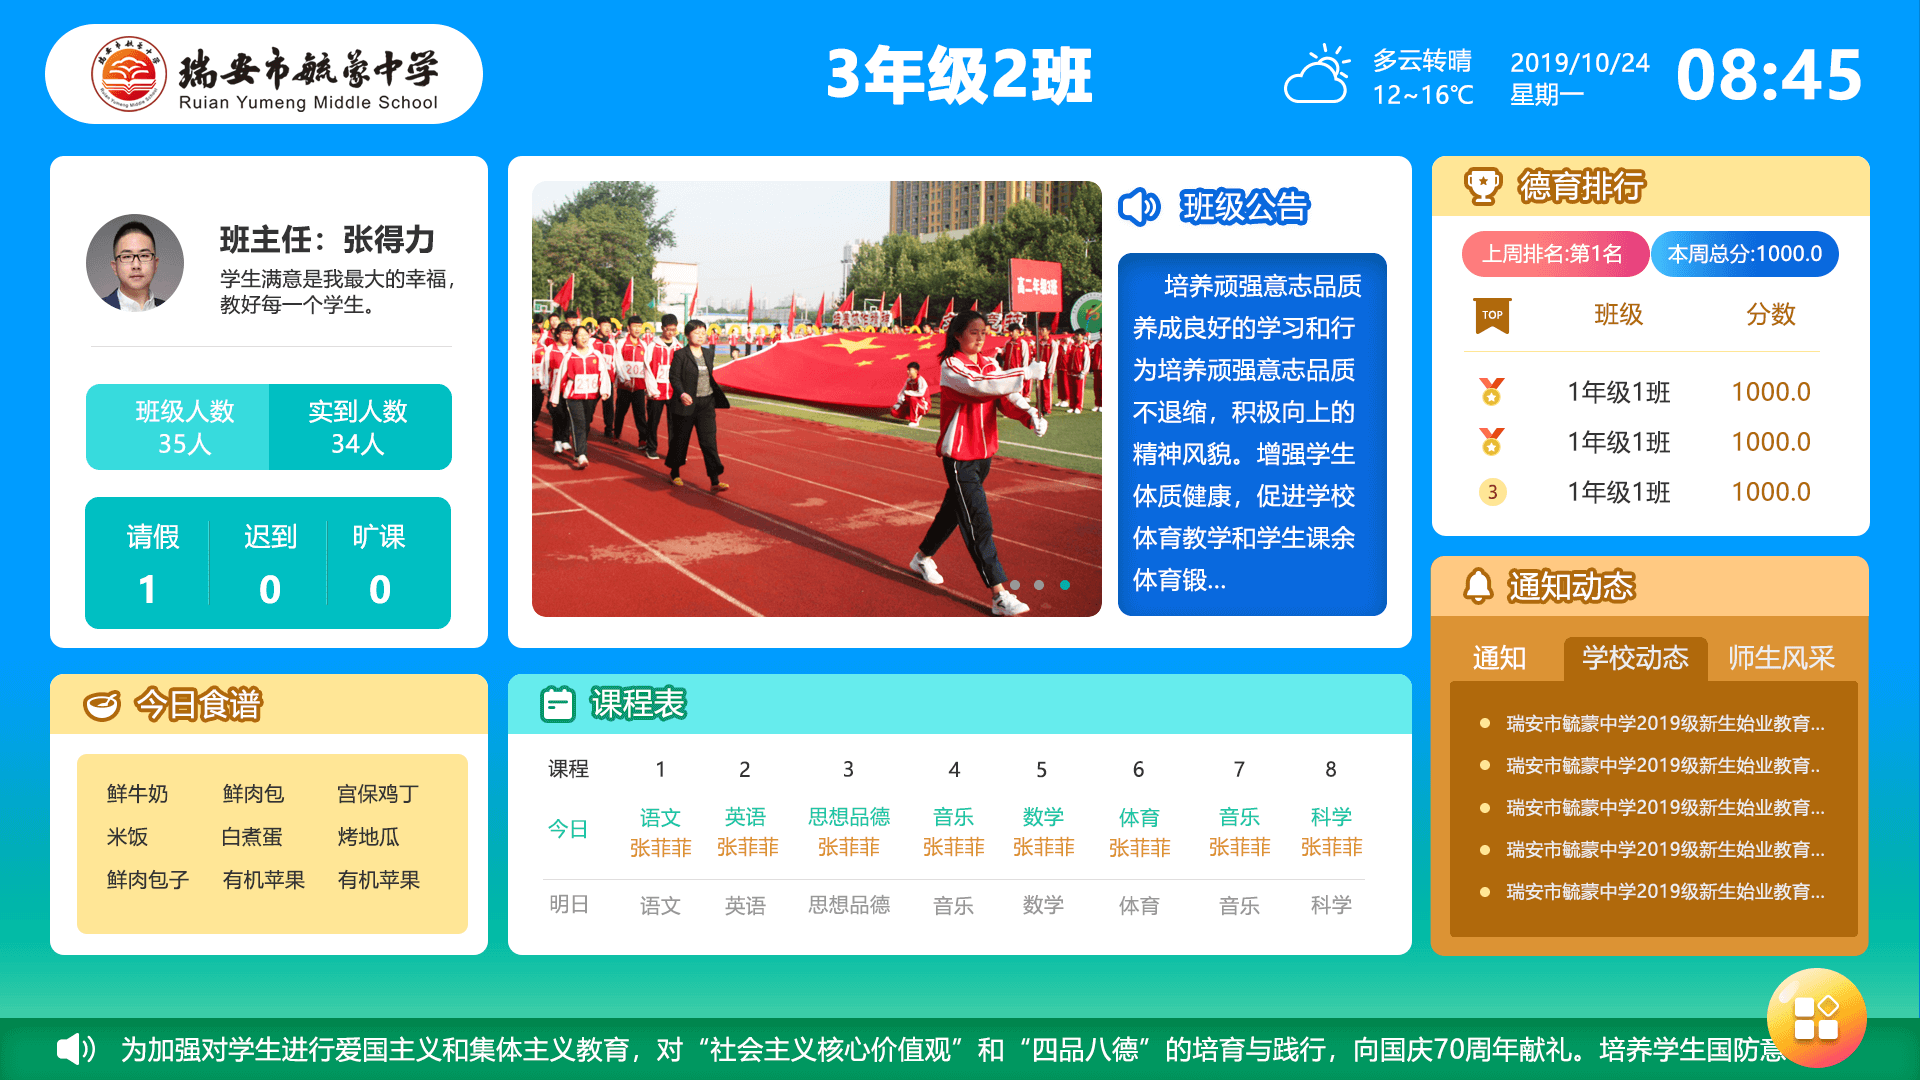 瑞安市毓蒙中学
Ruian Yumeng Middle School
3年级2班
多云转晴
12~16℃
2019/10/24
星期一
08:45
班主任：张得力
学生满意是我最大的幸福，
教好每一个学生。
班级人数
35人
实到人数
34人
请假
1
迟到
0
旷课
0
高二年级3班
班级公告
培养顽强意志品质
养成良好的学习和行
为培养顽强意志品质
不退缩，积极向上的
精神风貌。增强学生
体质健康，促进学校
体育教学和学生课余
体育锻...
德育排行
上周排名:第1名
本周总分:1000.0
TOP 班级 分数
1年级1班 1000.0
1年级1班 1000.0
3 1年级1班 1000.0
通知动态
通知 学校动态 师生风采
瑞安市毓蒙中学2019级新生始业教育...
瑞安市毓蒙中学2019级新生始业教育..
瑞安市毓蒙中学2019级新生始业教育...
瑞安市毓蒙中学2019级新生始业教育...
瑞安市毓蒙中学2019级新生始业教育...
今日食谱
鲜牛奶 鲜肉包 宫保鸡丁
米饭 白煮蛋 烤地瓜
鲜肉包子 有机苹果 有机苹果
课程表
课程 1 2 3 4 5 6 7 8
今日 语文 英语 思想品德 音乐 数学 体育 音乐 科学
张菲菲 张菲菲 张菲菲 张菲菲 张菲菲 张菲菲 张菲菲 张菲菲
明日 语文 英语 思想品德 音乐 数学 体育 音乐 科学
为加强对学生进行爱国主义和集体主义教育，对“社会主义核心价值观”和“四品八德”的培育与践行，向国庆70周年献礼。培养学生国防意